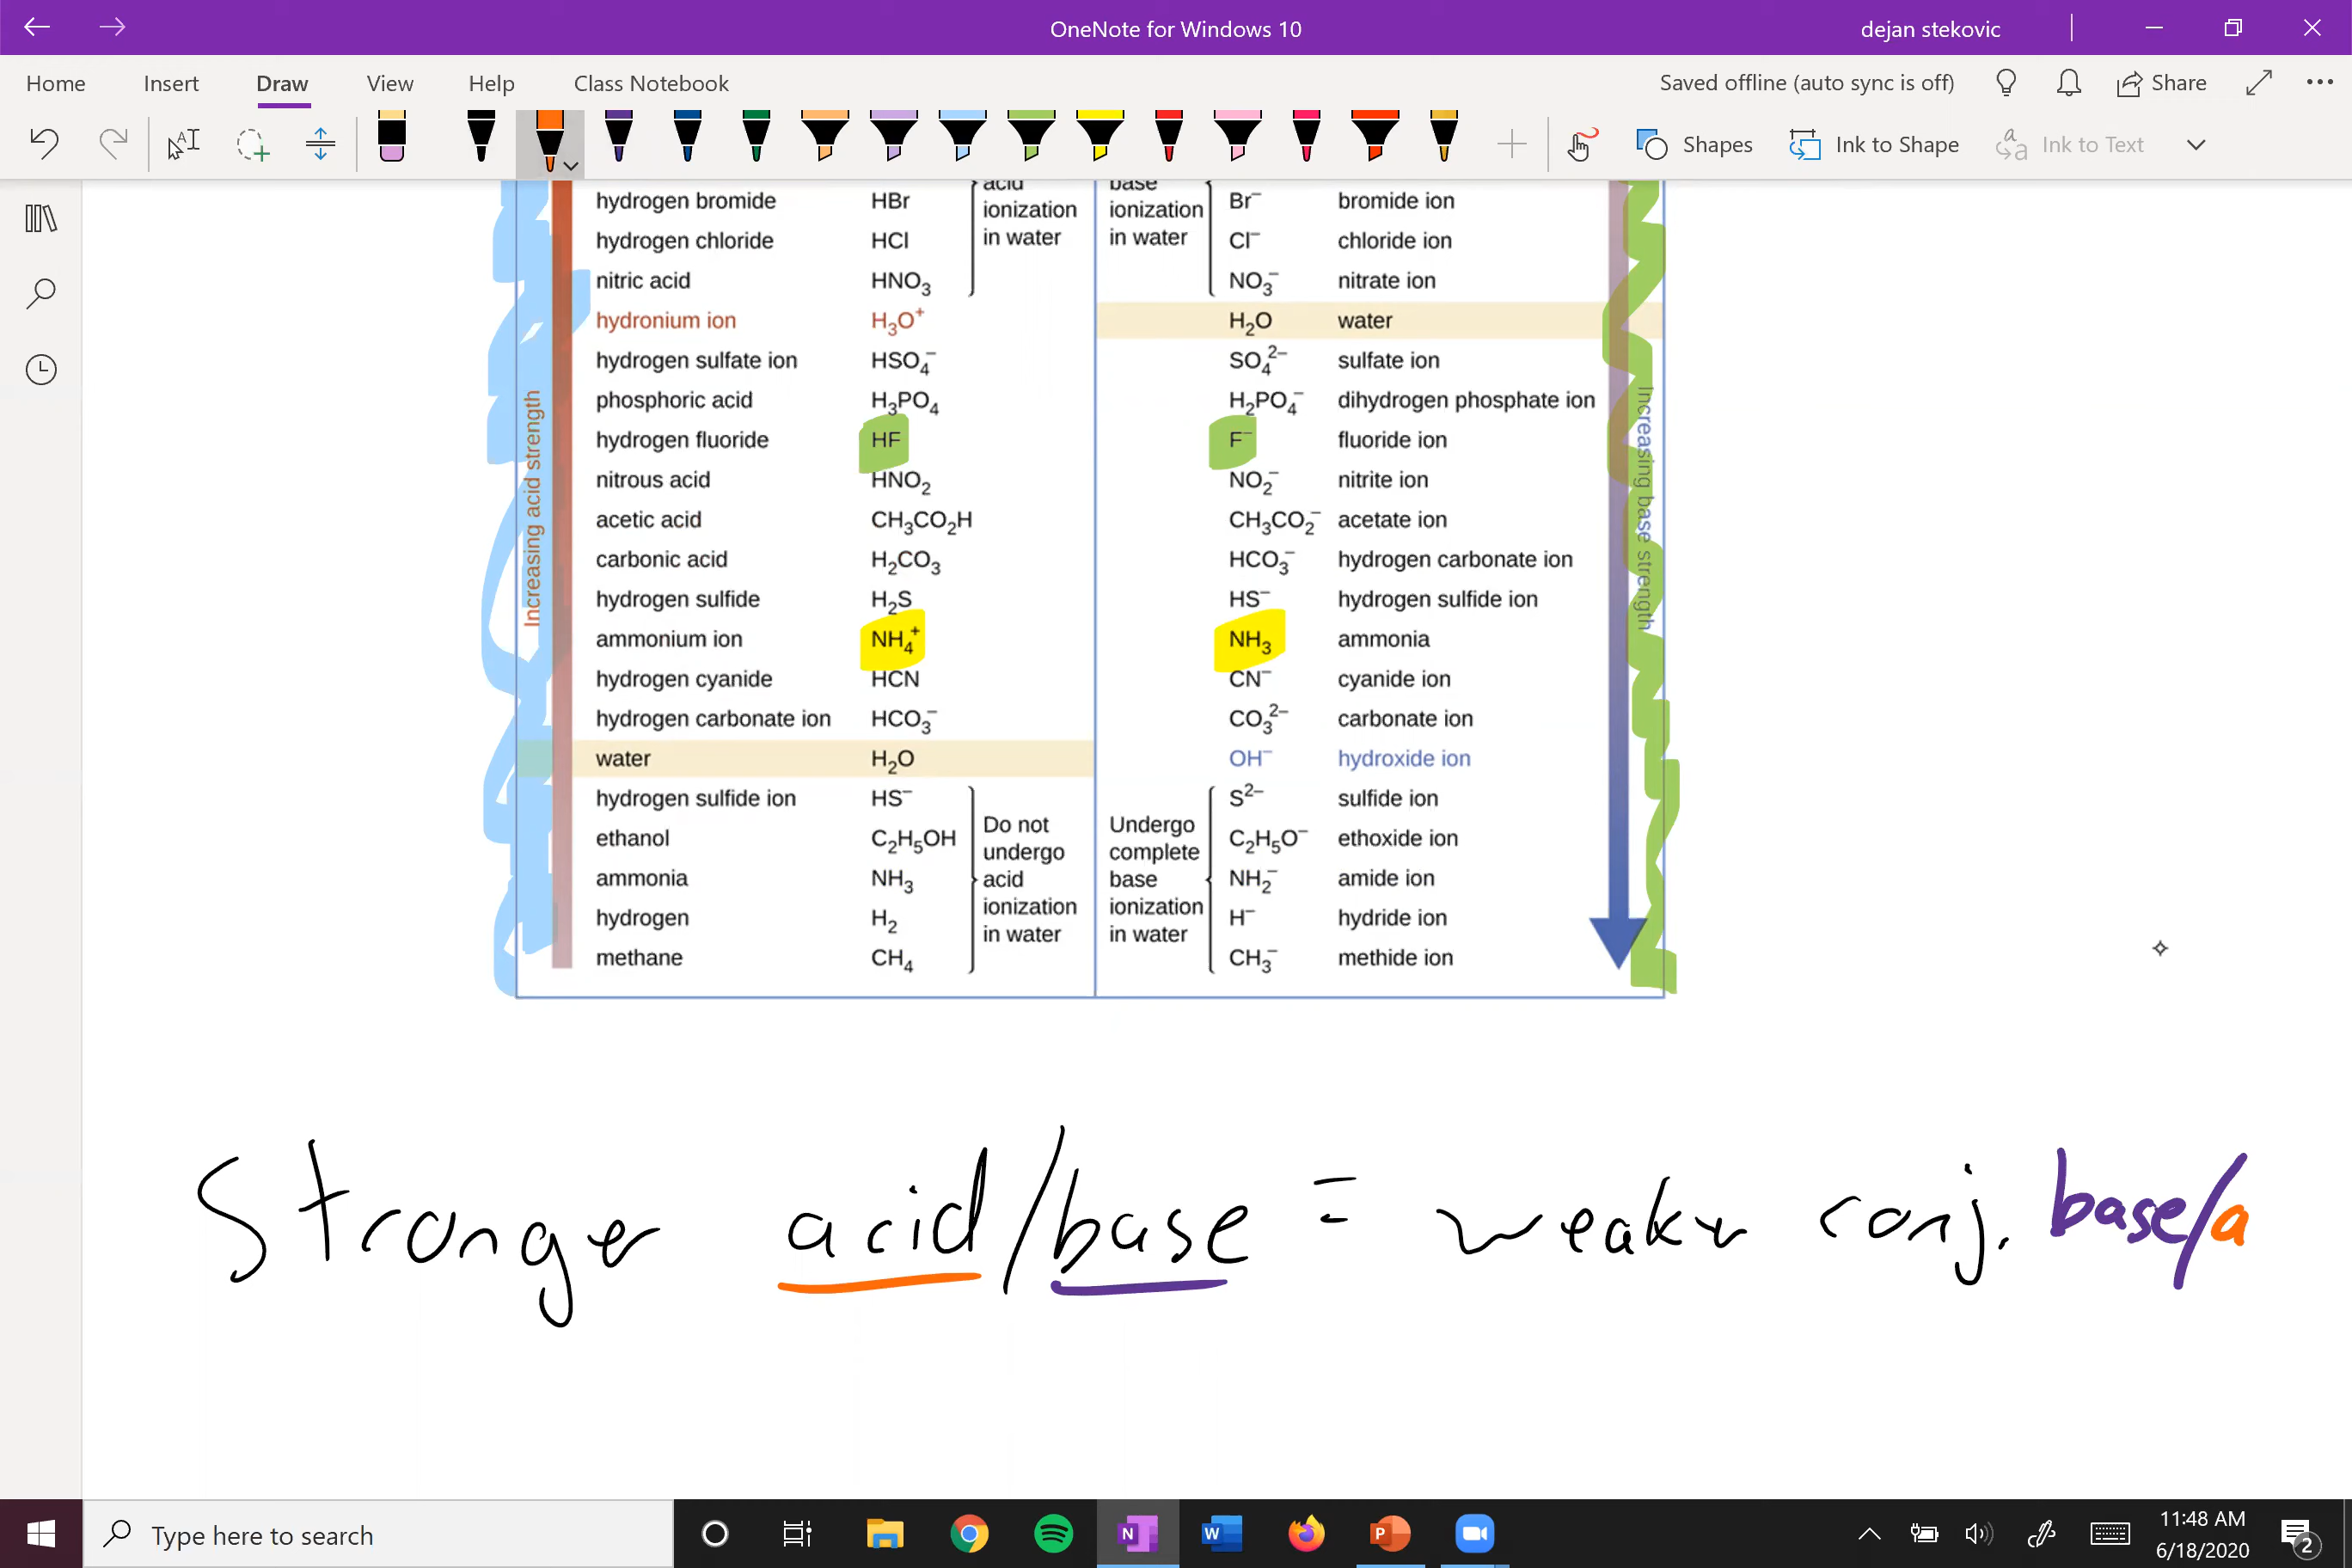 OneNote for Windows 10
dejan stekovic
Home Insert Draw View Help Class Notebook
Saved offline (auto sync is off) Share
Shapes Ink to Shape Ink to Text
acid base
hydrogen bromide HBr ionization ionization Br⁻ bromide ion
hydrogen chloride HCl in water in water Cl⁻ chloride ion
nitric acid HNO₃ NO₃⁻ nitrate ion
hydronium ion H₃O⁺ H₂O water
hydrogen sulfate ion HSO₄⁻ SO₄²⁻ sulfate ion
phosphoric acid H₃PO₄ H₂PO₄⁻ dihydrogen phosphate ion
hydrogen fluoride HF F⁻ fluoride ion
nitrous acid HNO₂ NO₂⁻ nitrite ion
acetic acid CH₃CO₂H CH₃CO₂⁻ acetate ion
carbonic acid H₂CO₃ HCO₃⁻ hydrogen carbonate ion
hydrogen sulfide H₂S HS⁻ hydrogen sulfide ion
ammonium ion NH₄⁺ NH₃ ammonia
hydrogen cyanide HCN CN⁻ cyanide ion
hydrogen carbonate ion HCO₃⁻ CO₃²⁻ carbonate ion
water H₂O OH⁻ hydroxide ion
hydrogen sulfide ion HS⁻ S²⁻ sulfide ion
ethanol C₂H₅OH C₂H₅O⁻ ethoxide ion
ammonia NH₃ NH₂⁻ amide ion
hydrogen H₂ H⁻ hydride ion
methane CH₄ CH₃⁻ methide ion
Do not
undergo
acid
ionization
in water
Undergo
complete
base
ionization
in water
Increasing acid strength
Increasing base strength
Stronger acid/base = weaker conj. base/a
Type here to search
11:48 AM
6/18/2020
2